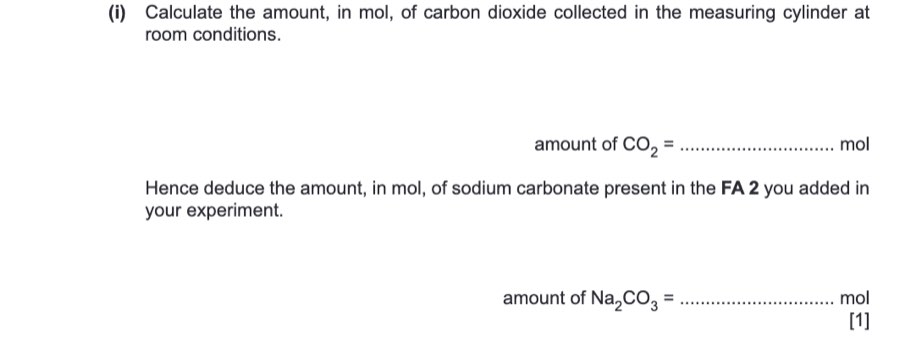 (i) Calculate the amount, in mol, of carbon dioxide collected in the measuring cylinder at
room conditions.
amount of CO₂ = .............................. mol
Hence deduce the amount, in mol, of sodium carbonate present in the FA 2 you added in
your experiment.
amount of Na₂CO₃ = .............................. mol
[1]